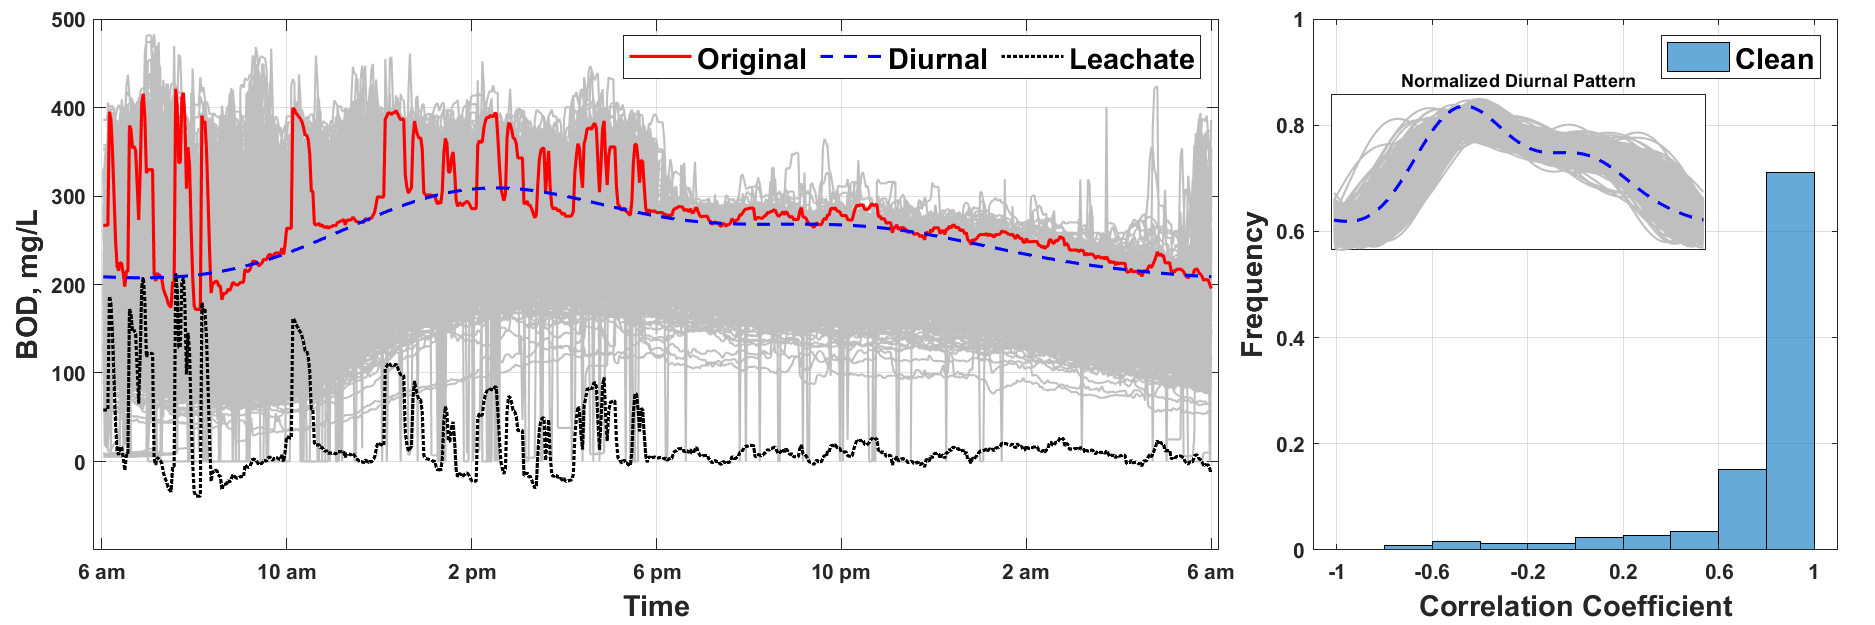 500
400
300
200
100
0
BOD, mg/L
Original Diurnal Leachate
6 am 10 am 2 pm 6 pm 10 pm 2 am 6 am
Time
1
0.8
0.6
0.4
0.2
0
Frequency
Clean
Normalized Diurnal Pattern
-1 -0.6 -0.2 0.2 0.6 1
Correlation Coefficient